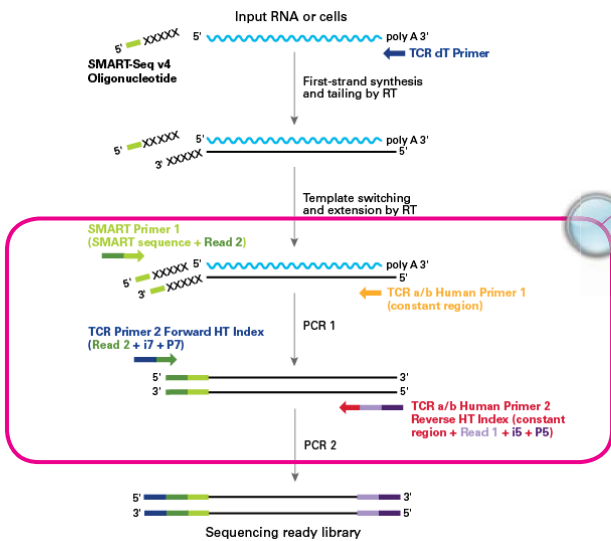 Input RNA or cells
5' XXXXX
5'
poly A 3'
TCR dT Primer
SMART-Seq v4
Oligonucleotide
First-strand synthesis
and tailing by RT
5' XXXXX
5'
poly A 3'
3' XXXXX
5'
Template switching
and extension by RT
SMART Primer 1
(SMART sequence + Read 2)
5' XXXXX 5'
poly A 3'
3' XXXXX
TCR a/b Human Primer 1
(constant region)
PCR 1
TCR Primer 2 Forward HT Index
(Read 2 + i7 + P7)
5'
3'
3'
5'
TCR a/b Human Primer 2
Reverse HT Index (constant
region + Read 1 + i5 + P5)
PCR 2
5'
3'
3'
5'
Sequencing ready library